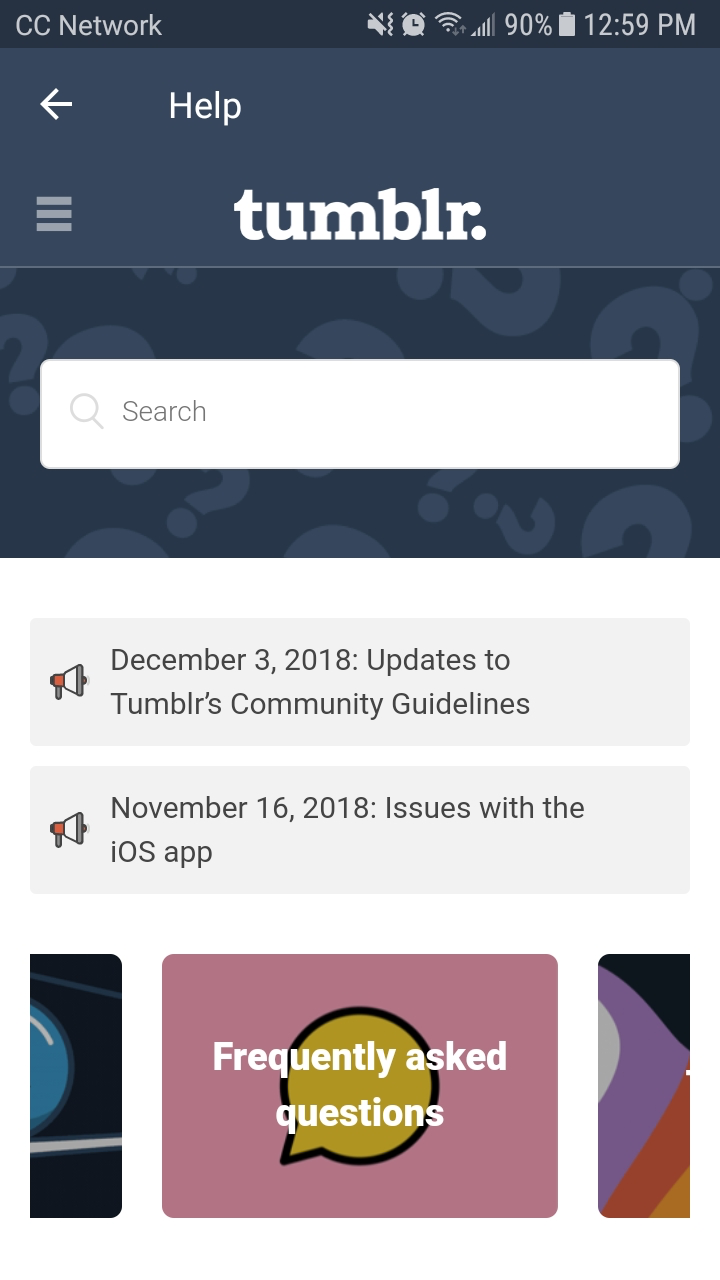 CC Network 90% 12:59 PM
Help
tumblr.
Search
December 3, 2018: Updates to
Tumblr’s Community Guidelines
November 16, 2018: Issues with the
iOS app
Frequently asked
questions